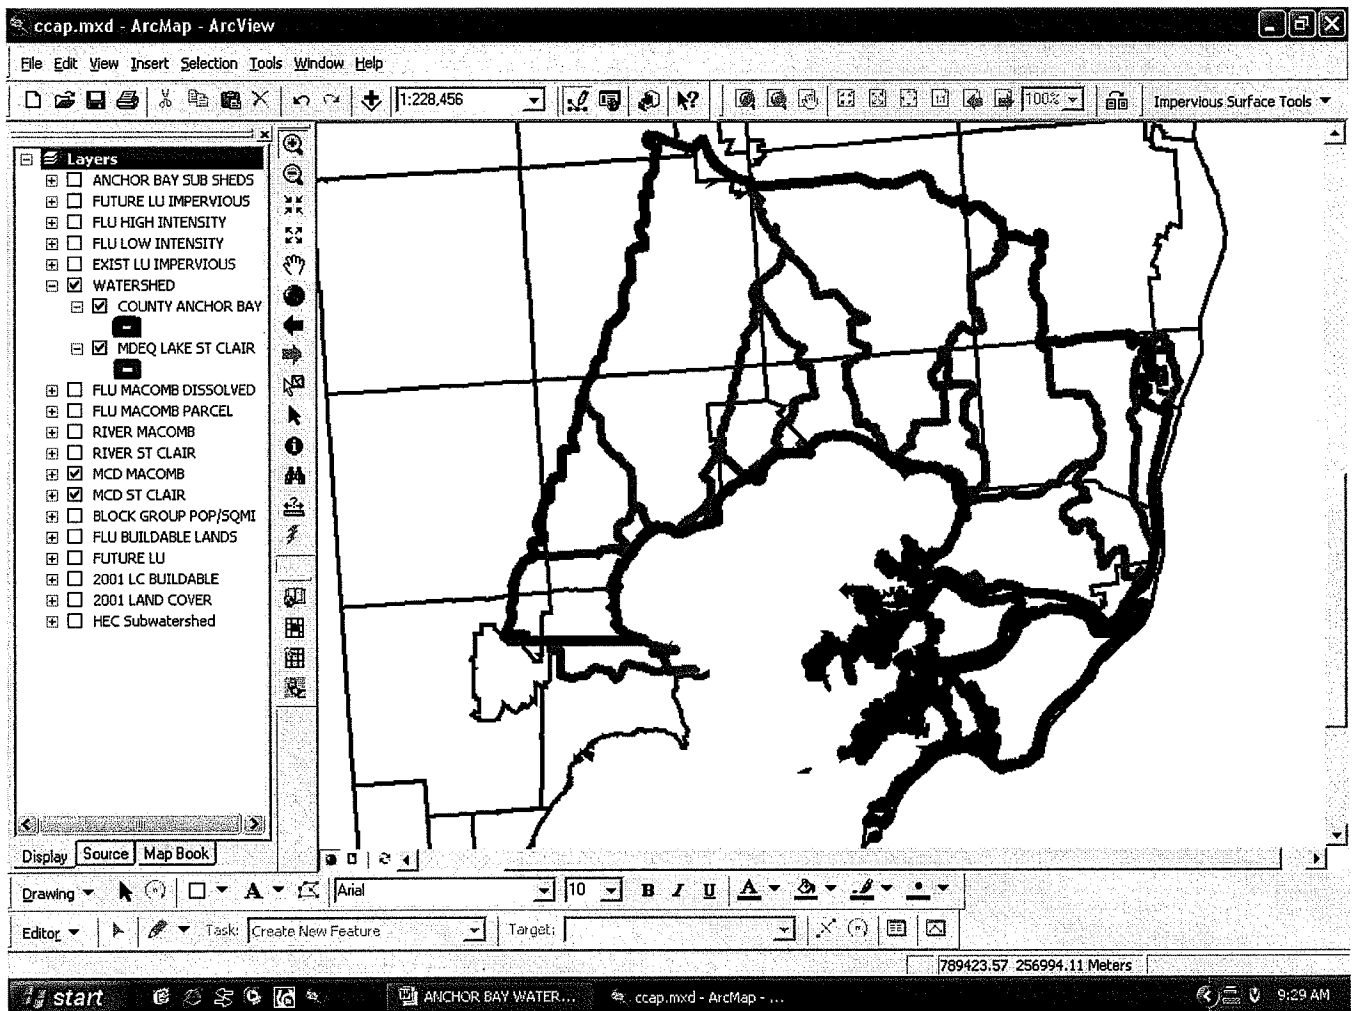 ccap.mxd - ArcMap - ArcView
File Edit View Insert Selection Tools Window Help
1:228,456 100% Impervious Surface Tools
Layers
ANCHOR BAY SUB SHEDS
FUTURE LU IMPERVIOUS
FLU HIGH INTENSITY
FLU LOW INTENSITY
EXIST LU IMPERVIOUS
WATERSHED
COUNTY ANCHOR BAY
MDEQ LAKE ST CLAIR
FLU MACOMB DISSOLVED
FLU MACOMB PARCEL
RIVER MACOMB
RIVER ST CLAIR
MCD MACOMB
MCD ST CLAIR
BLOCK GROUP POP/SQMI
FLU BUILDABLE LANDS
FUTURE LU
2001 LC BUILDABLE
2001 LAND COVER
HEC Subwatershed
Display Source Map Book
Drawing A Arial 10 B I U A
Editor Task: Create New Feature Target:
789423.57 256994.11 Meters
start ANCHOR BAY WATER... ccap.mxd - ArcMap - ... 9:29 AM